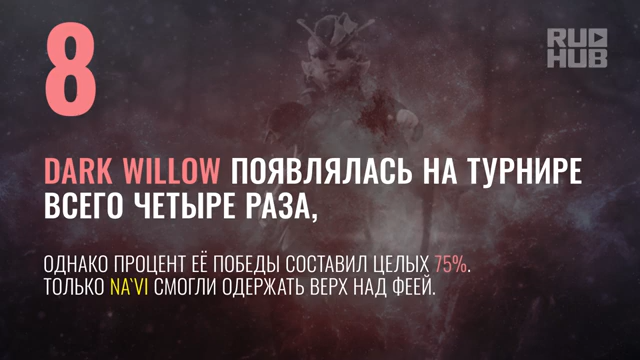 8
RUHUB
DARK WILLOW ПОЯВЛЯЛАСЬ НА ТУРНИРЕ
ВСЕГО ЧЕТЫРЕ РАЗА,
ОДНАКО ПРОЦЕНТ ЕЁ ПОБЕДЫ СОСТАВИЛ ЦЕЛЫХ 75%.
ТОЛЬКО NA`VI СМОГЛИ ОДЕРЖАТЬ ВЕРХ НАД ФЕЕЙ.